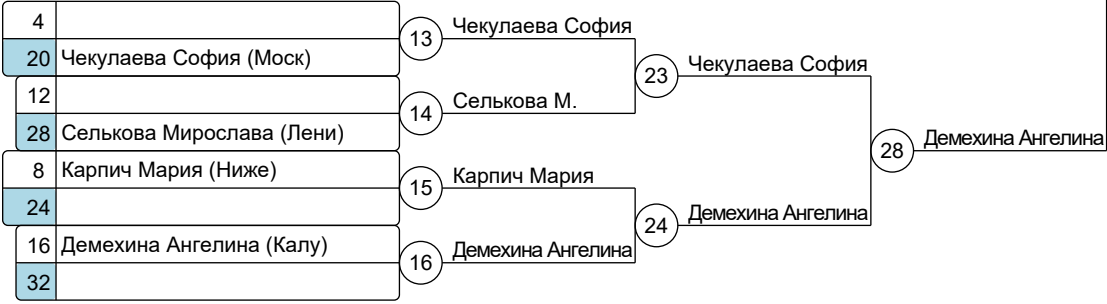 4
20 Чекулаева София (Моск)
12
28 Селькова Мирослава (Лени)
8 Карпич Мария (Ниже)
24
16 Демехина Ангелина (Калу)
32
13 Чекулаева София
14 Селькова М.
15 Карпич Мария
16 Демехина Ангелина
23 Чекулаева София
24 Демехина Ангелина
28 Демехина Ангелина